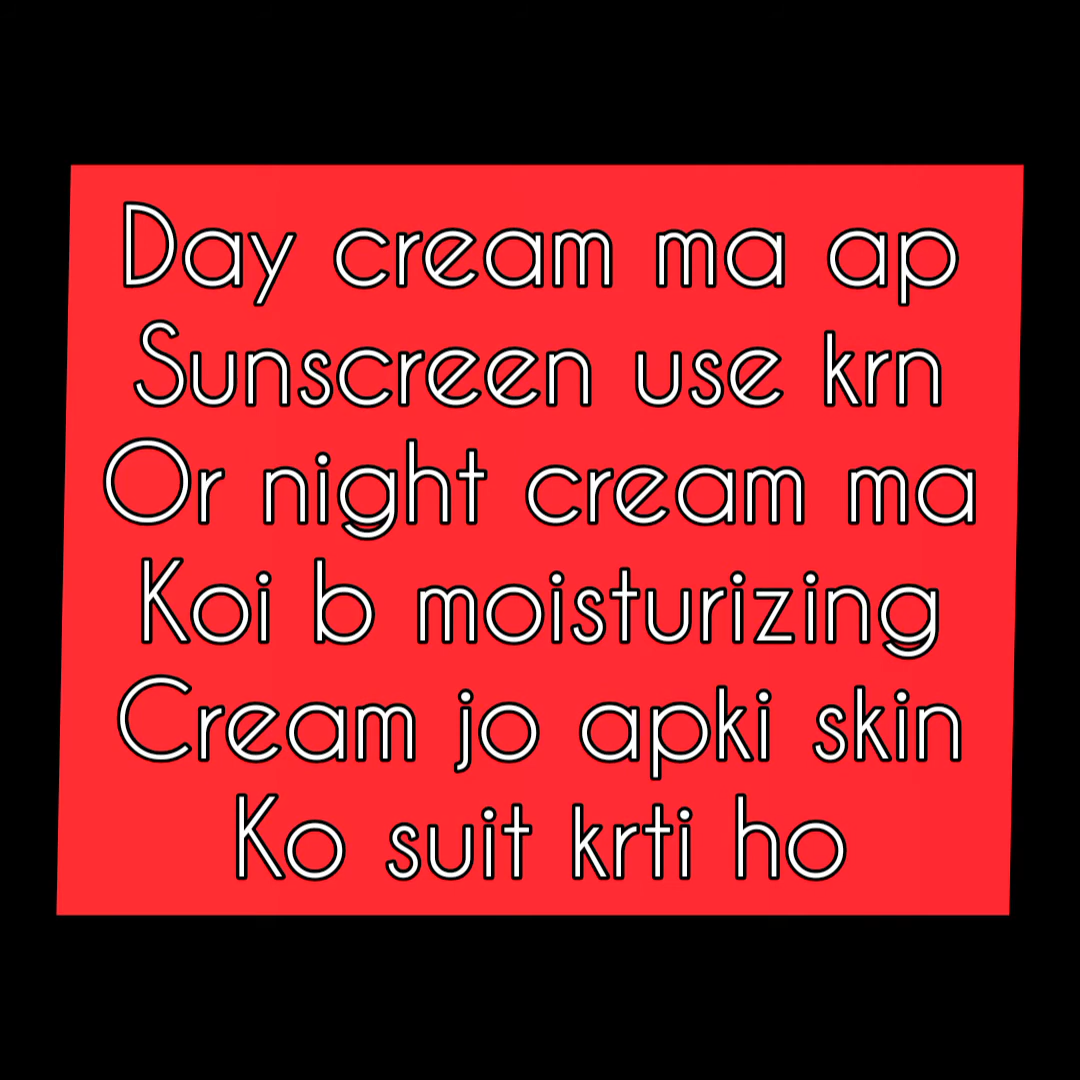 Day cream ma ap
Sunscreen use krn
Or night cream ma
Koi b moisturizing
Cream jo apki skin
Ko suit krti ho